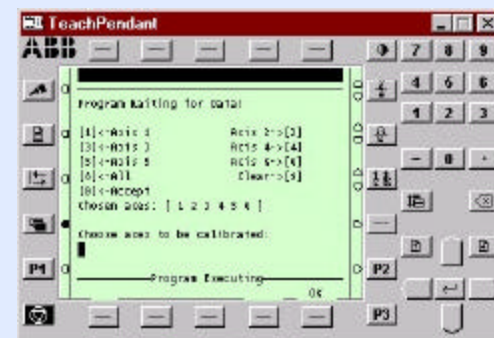 TeachPendant
ABB
7 8 9
4 5 6
1 2 3
- 0 .
Program Waiting for Data!
[1]<-Axis 1 Axis 2->[2]
[3]<-Axis 3 Axis 4->[4]
[5]<-Axis 5 Axis 6->[6]
<-All Clear->[9]
<-Accept
Chosen axes: [ 1 2 3 4 5 6 ]
Choose axes to be calibrated:
Program Executing
OK
P1 P2
P3